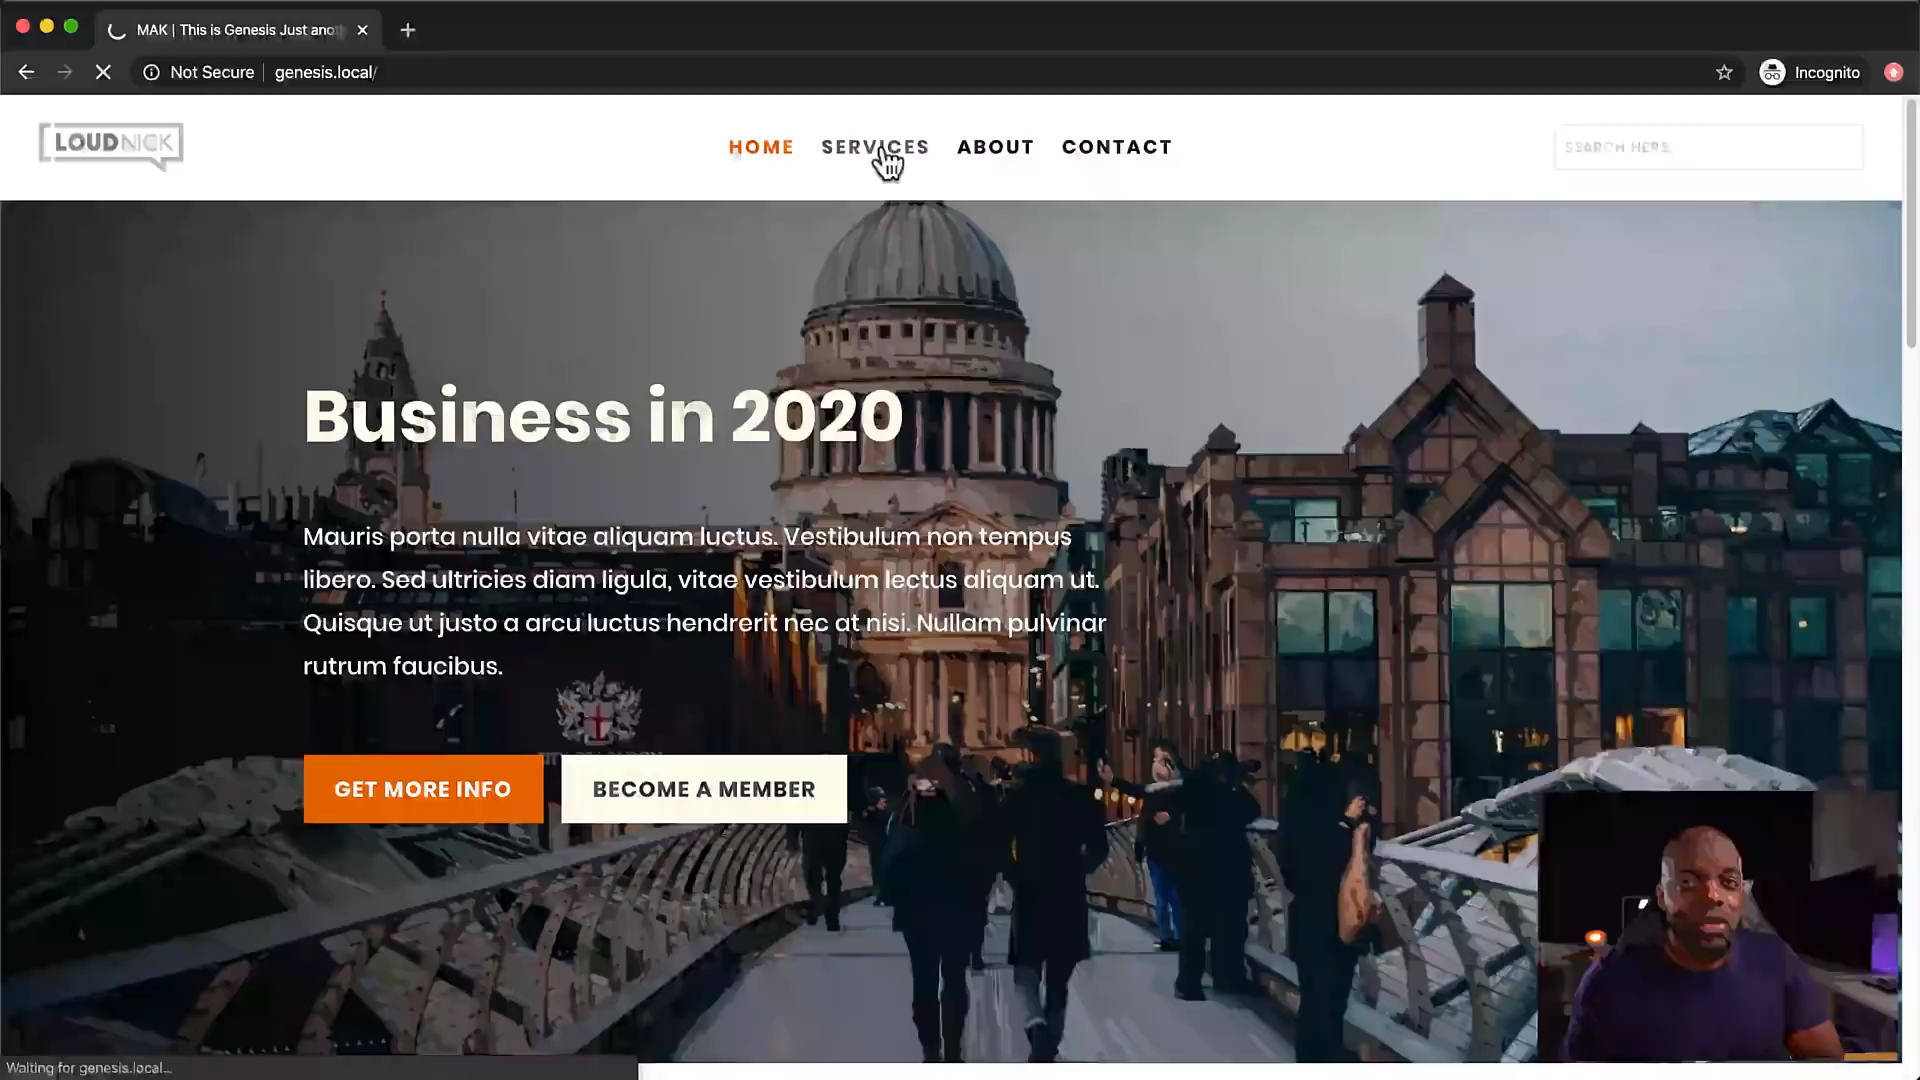 MAK | This is Genesis Just anot
Not Secure
genesis.local/
Incognito
LOUDNICK
HOME
SERVICES
ABOUT
CONTACT
SEARCH HERE
Business in 2020
Mauris porta nulla vitae aliquam luctus. Vestibulum non tempus
libero. Sed ultricies diam ligula, vitae vestibulum lectus aliquam ut.
Quisque ut justo a arcu luctus hendrerit nec at nisi. Nullam pulvinar
rutrum faucibus.
GET MORE INFO
BECOME A MEMBER
Waiting for genesis.local...